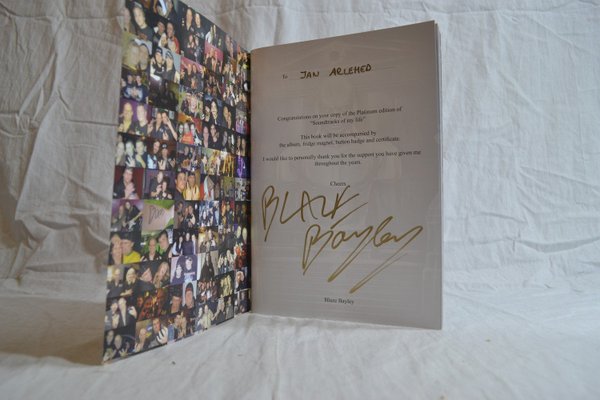 To JAN ARLEHED
Congratulations on your copy of the Platinum edition of
"Soundtracks of my life"
This book will be accompanied by
the album, fridge magnet, button badge and certificate.
I would like to personally thank you for the support you have given me
throughout the years.
Cheers
BLAZE
Bayley
Blaze Bayley